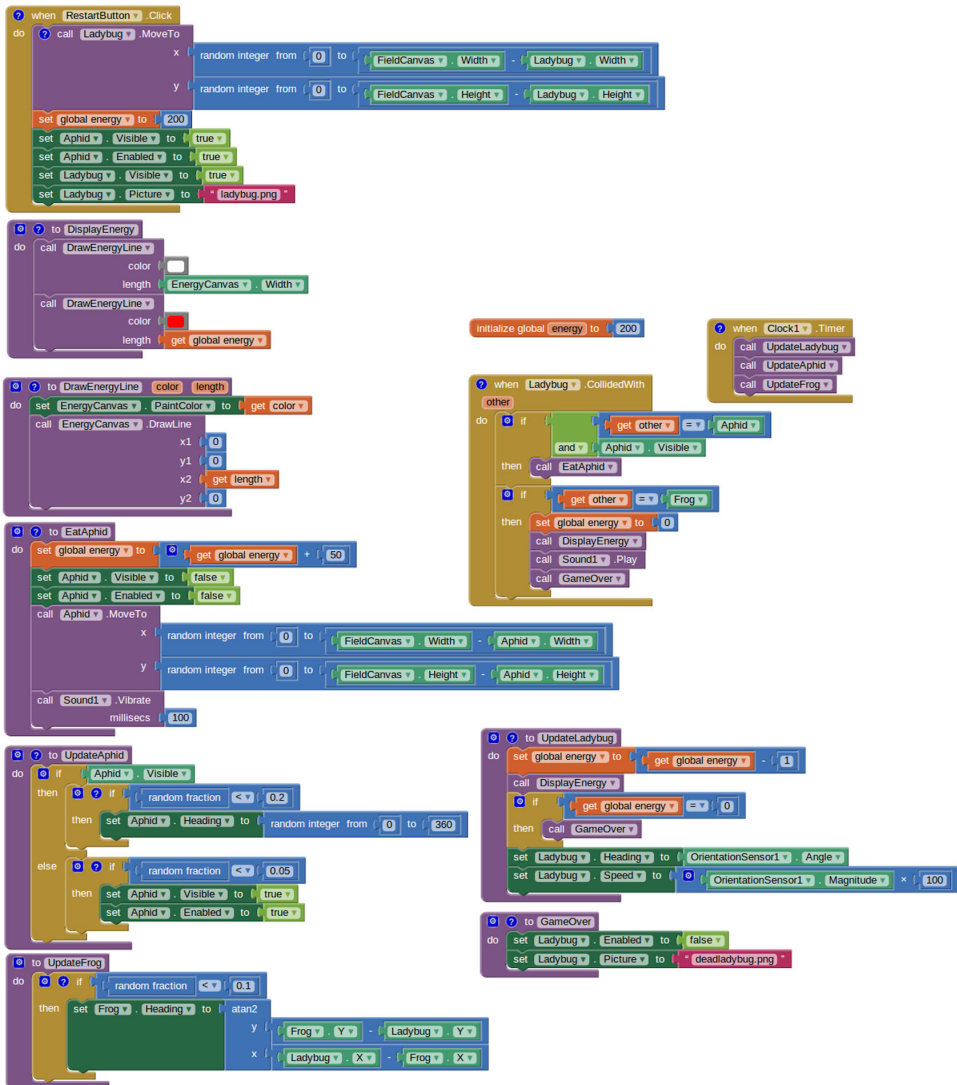 when RestartButton .Click
do call Ladybug .MoveTo
x random integer from 0 to FieldCanvas . Width - Ladybug . Width
y random integer from 0 to FieldCanvas . Height - Ladybug . Height
set global energy to 200
set Aphid . Visible to true
set Aphid . Enabled to true
set Ladybug . Visible to true
set Ladybug . Picture to " ladybug.png "
to DisplayEnergy
do call DrawEnergyLine
color
length EnergyCanvas . Width
call DrawEnergyLine
color
length get global energy
initialize global energy to 200
when Clock1 .Timer
do call UpdateLadybug
call UpdateAphid
call UpdateFrog
to DrawEnergyLine color length
do set EnergyCanvas . PaintColor to get color
call EnergyCanvas .DrawLine
x1 0
y1 0
x2 get length
y2 0
when Ladybug .CollidedWith
other
do if get other = Aphid
and Aphid . Visible
then call EatAphid
if get other = Frog
then set global energy to 0
call DisplayEnergy
call Sound1 .Play
call GameOver
to EatAphid
do set global energy to get global energy + 50
set Aphid . Visible to false
set Aphid . Enabled to false
call Aphid .MoveTo
x random integer from 0 to FieldCanvas . Width - Aphid . Width
y random integer from 0 to FieldCanvas . Height - Aphid . Height
call Sound1 .Vibrate
millisecs 100
to UpdateAphid
do if Aphid . Visible
then if random fraction < 0.2
then set Aphid . Heading to random integer from 0 to 360
else if random fraction < 0.05
then set Aphid . Visible to true
set Aphid . Enabled to true
to UpdateLadybug
do set global energy to get global energy - 1
call DisplayEnergy
if get global energy = 0
then call GameOver
set Ladybug . Heading to OrientationSensor1 . Angle
set Ladybug . Speed to OrientationSensor1 . Magnitude × 100
to GameOver
do set Ladybug . Enabled to false
set Ladybug . Picture to " deadladybug.png "
to UpdateFrog
do if random fraction < 0.1
then set Frog . Heading to atan2
y Frog . Y - Ladybug . Y
x Ladybug . X - Frog . X